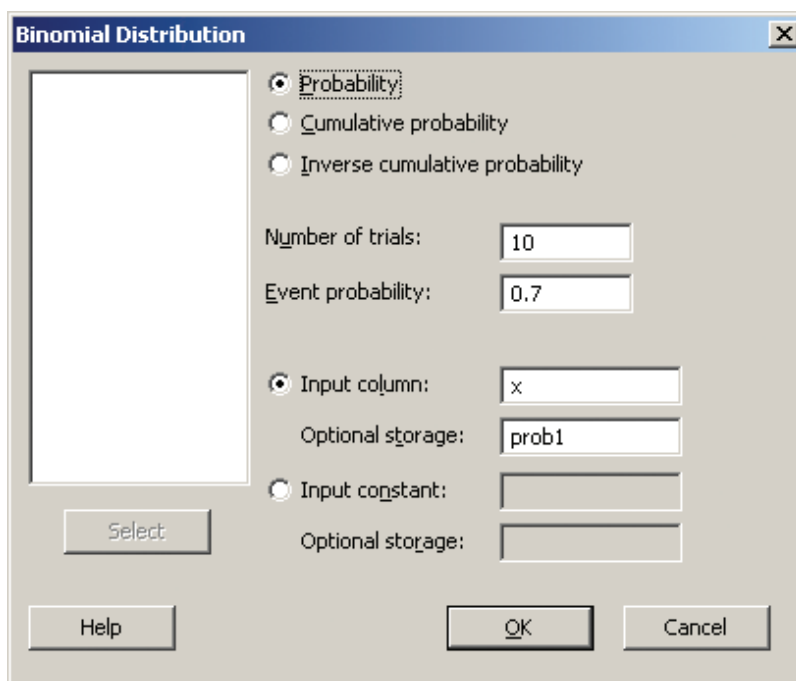 Binomial Distribution
Probability
Cumulative probability
Inverse cumulative probability
Number of trials: 10
Event probability: 0.7
Input column: x
Optional storage: prob1
Input constant:
Optional storage:
Select
Help OK Cancel